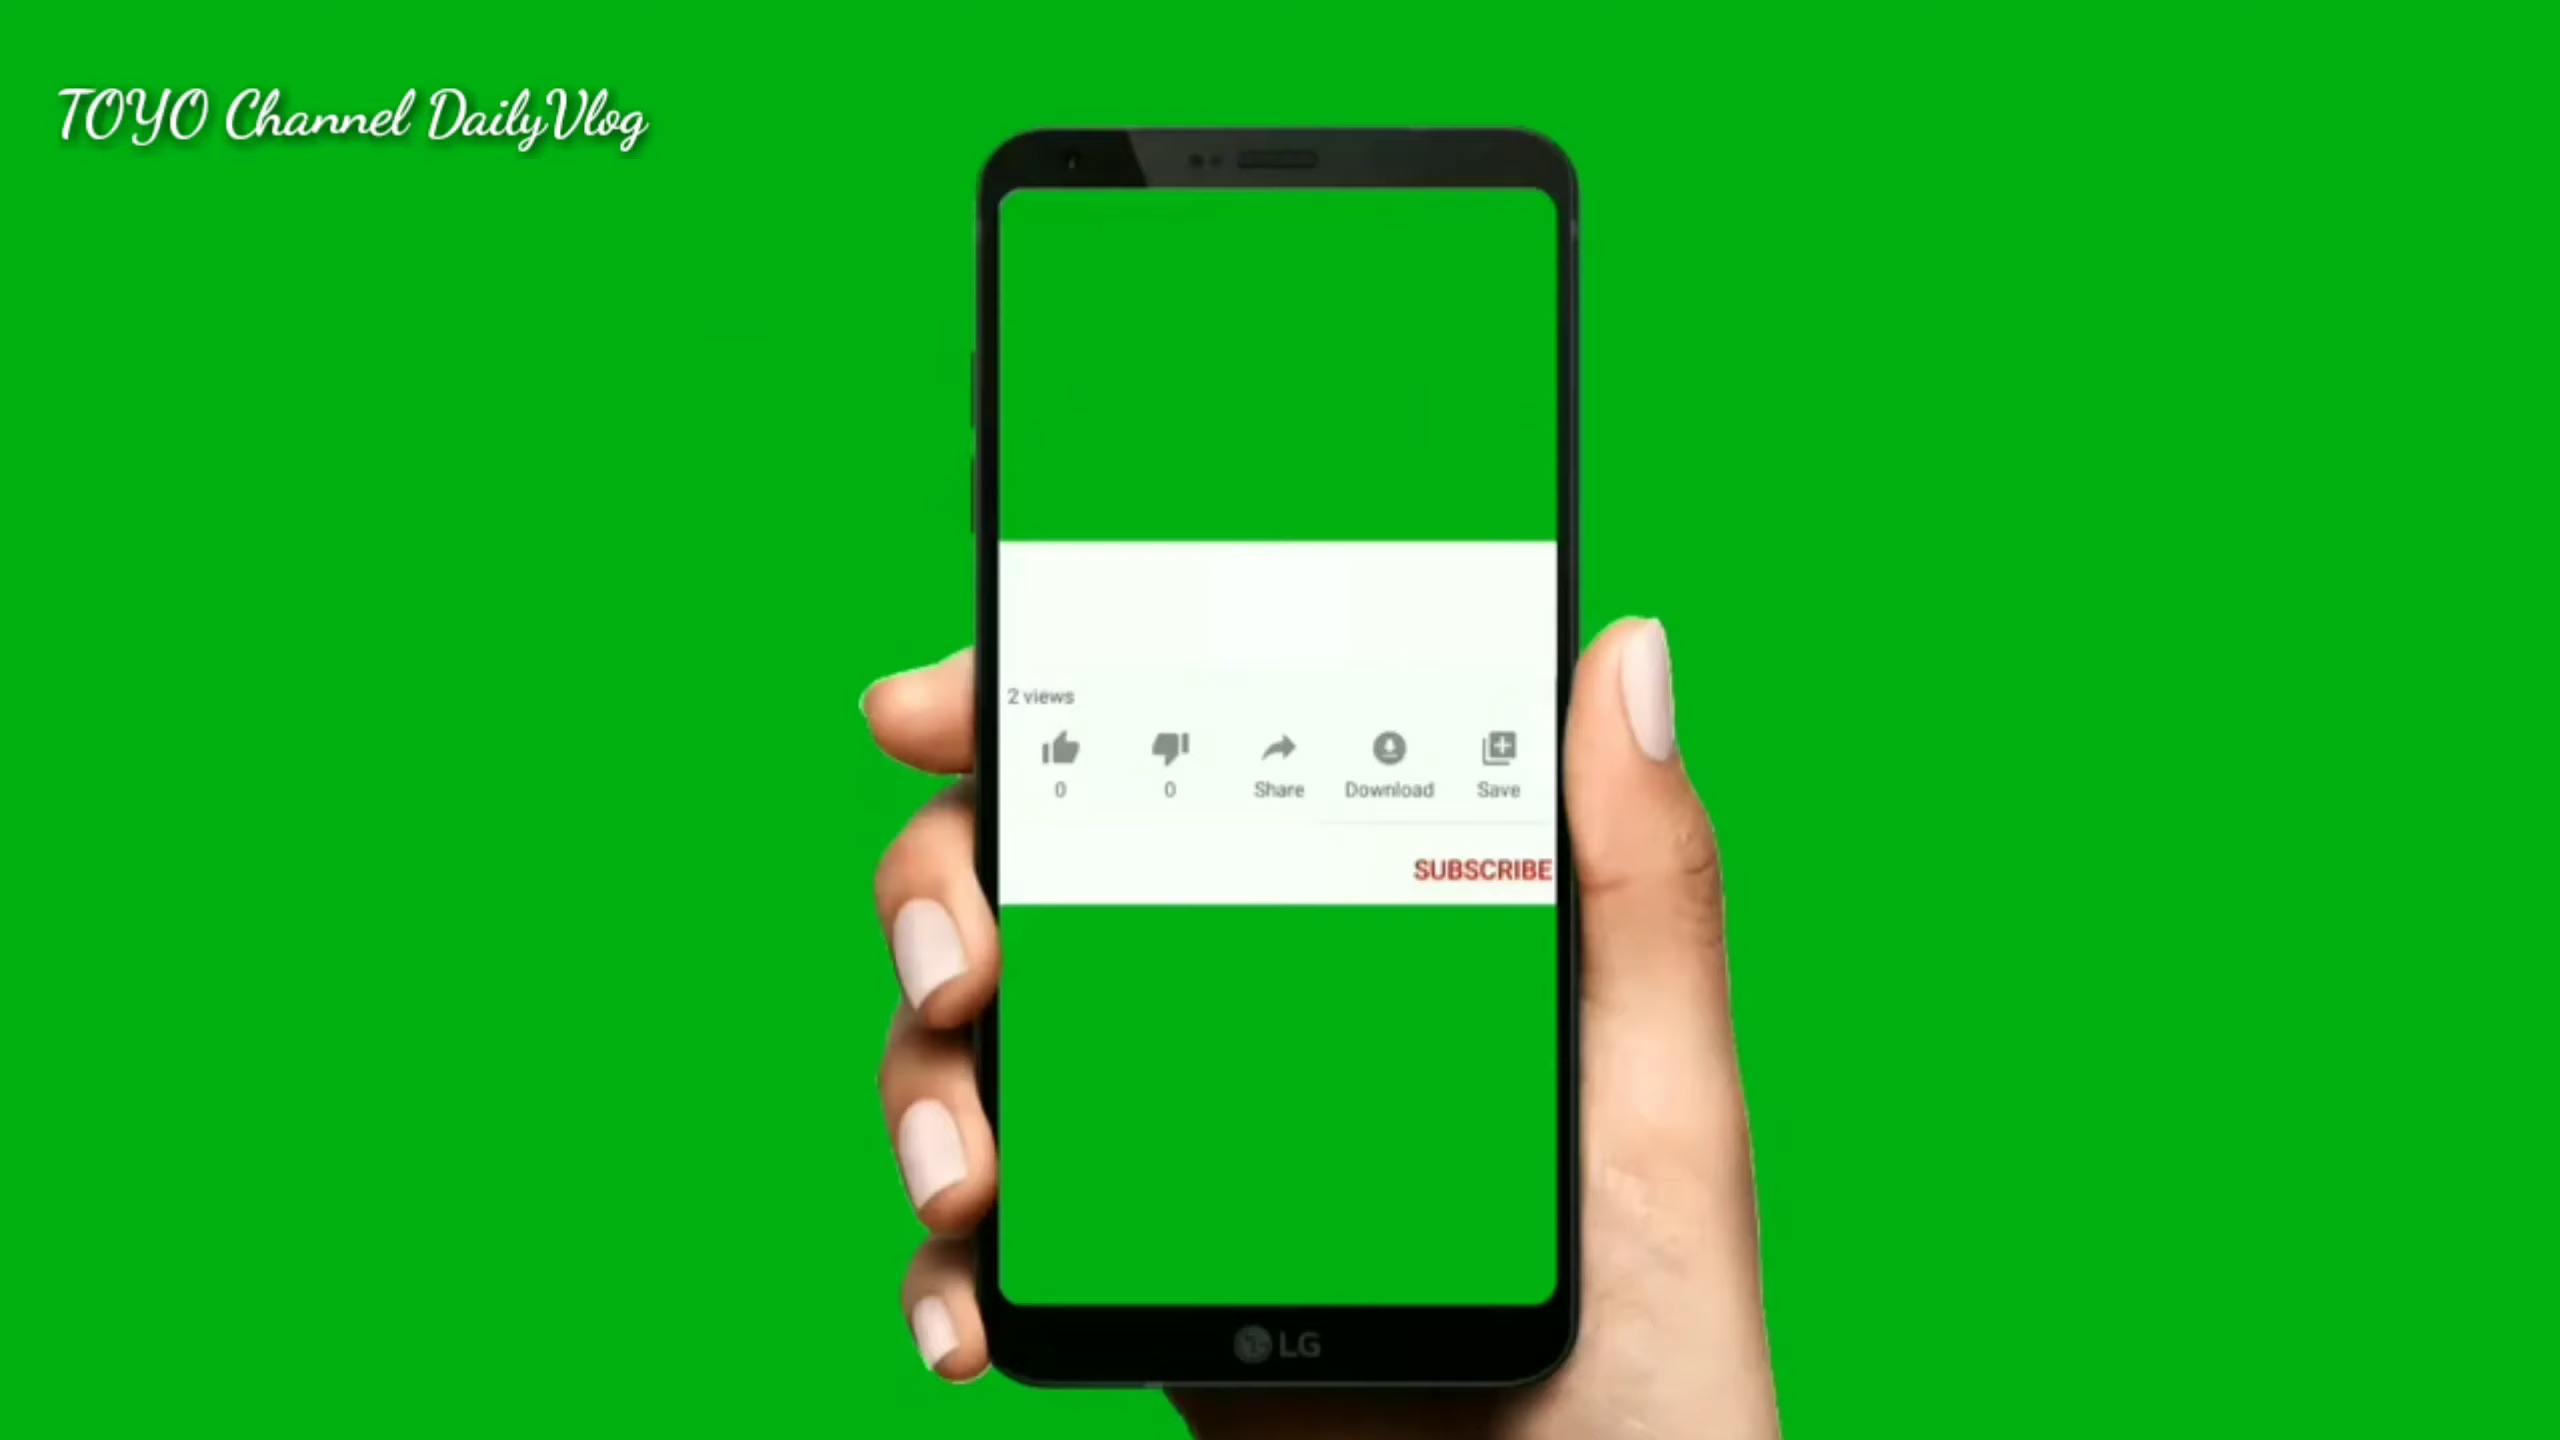 TOYO Channel DailyVlog
2 views
0 0 Share Download Save
SUBSCRIBE
LG